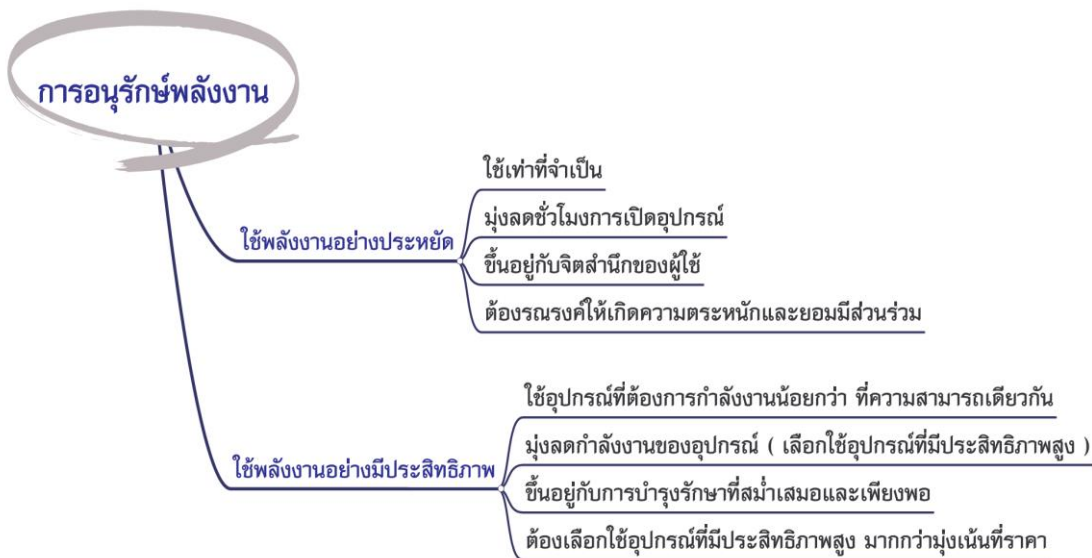 การอนุรักษ์พลังงาน
ใช้พลังงานอย่างประหยัด
ใช้เท่าที่จำเป็น
มุ่งลดชั่วโมงการเปิดอุปกรณ์
ขึ้นอยู่กับจิตสำนึกของผู้ใช้
ต้องรณรงค์ให้เกิดความตระหนักและยอมมีส่วนร่วม
ใช้พลังงานอย่างมีประสิทธิภาพ
ใช้อุปกรณ์ที่ต้องการกำลังงานน้อยกว่า ที่ความสามารถเดียวกัน
มุ่งลดกำลังงานของอุปกรณ์ ( เลือกใช้อุปกรณ์ที่มีประสิทธิภาพสูง )
ขึ้นอยู่กับการบำรุงรักษาที่สม่ำเสมอและเพียงพอ
ต้องเลือกใช้อุปกรณ์ที่มีประสิทธิภาพสูง มากกว่ามุ่งเน้นที่ราคา